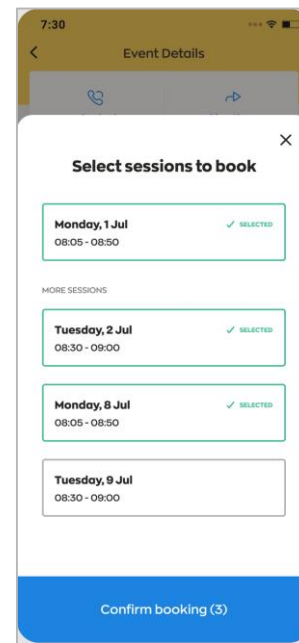 7:30
Event Details
Select sessions to book
Monday, 1 Jul
✓ SELECTED
08:05 - 08:50
MORE SESSIONS
Tuesday, 2 Jul
✓ SELECTED
08:30 - 09:00
Monday, 8 Jul
✓ SELECTED
08:05 - 08:50
Tuesday, 9 Jul
08:30 - 09:00
Confirm booking (3)